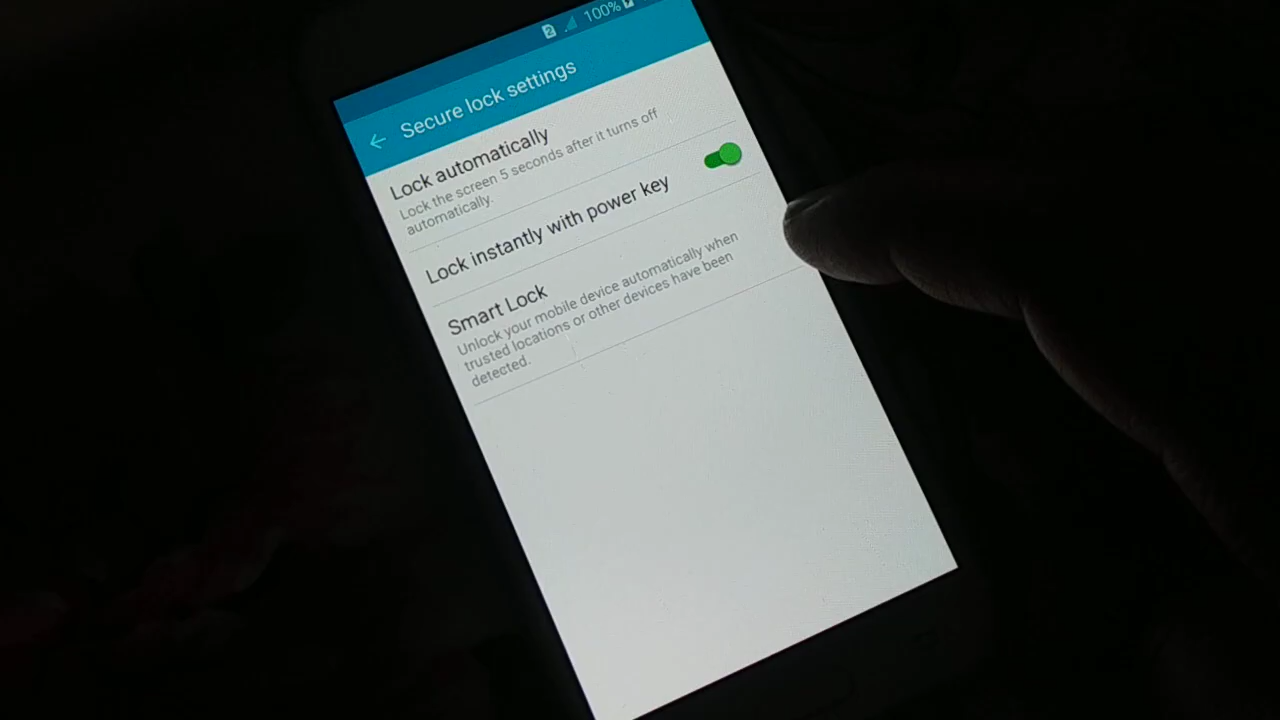 2 100%
Secure lock settings
Lock automatically
Lock the screen 5 seconds after it turns off
automatically.
Lock instantly with power key
Smart Lock
Unlock your mobile device automatically when
trusted locations or other devices have been
detected.